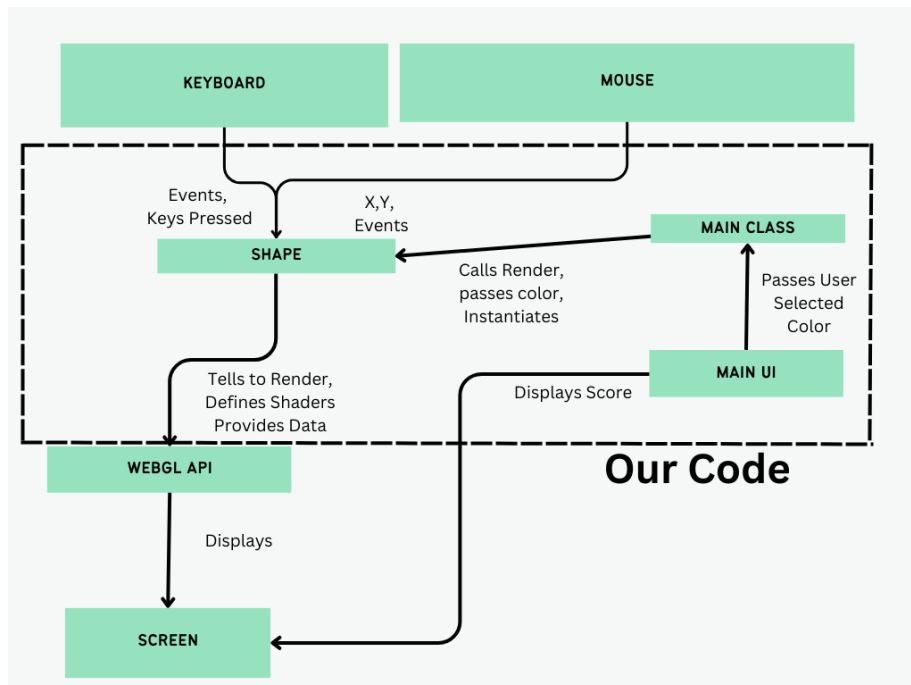 KEYBOARD
MOUSE
Events,
Keys Pressed
X,Y,
Events
SHAPE
MAIN CLASS
Calls Render,
passes color,
Instantiates
Passes User
Selected
Color
MAIN UI
Tells to Render,
Defines Shaders
Provides Data
Displays Score
WEBGL API
Our Code
Displays
SCREEN